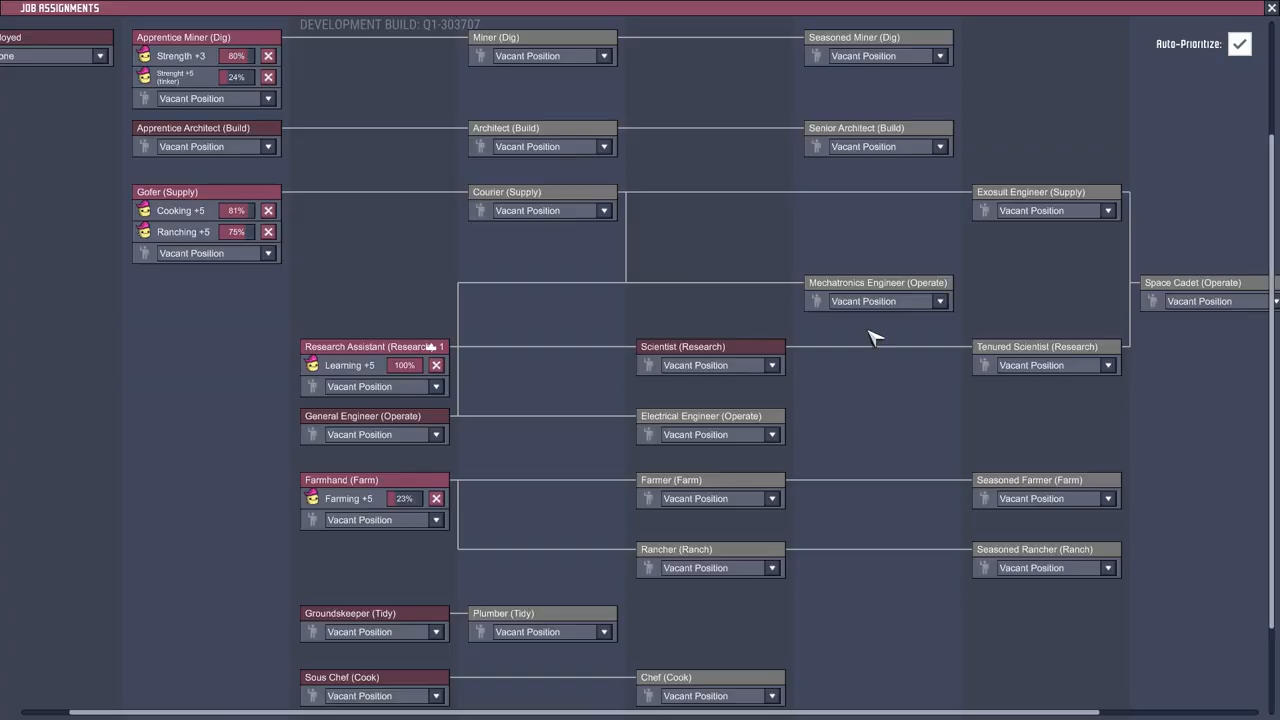 JOB ASSIGNMENTS
DEVELOPMENT BUILD: Q1-303707
Auto-Prioritize:
oyed
one
Apprentice Miner (Dig)
Strength +3 80%
Strenght +5 (tinker) 24%
Vacant Position
Miner (Dig)
Vacant Position
Seasoned Miner (Dig)
Vacant Position
Apprentice Architect (Build)
Vacant Position
Architect (Build)
Vacant Position
Senior Architect (Build)
Vacant Position
Gofer (Supply)
Cooking +5 81%
Ranching +5 75%
Vacant Position
Courier (Supply)
Vacant Position
Exosuit Engineer (Supply)
Vacant Position
Mechatronics Engineer (Operate)
Vacant Position
Space Cadet (Operate)
Vacant Position
Research Assistant (Research 1
Learning +5 100%
Vacant Position
Scientist (Research)
Vacant Position
Tenured Scientist (Research)
Vacant Position
General Engineer (Operate)
Vacant Position
Electrical Engineer (Operate)
Vacant Position
Farmhand (Farm)
Farming +5 23%
Vacant Position
Farmer (Farm)
Vacant Position
Seasoned Farmer (Farm)
Vacant Position
Rancher (Ranch)
Vacant Position
Seasoned Rancher (Ranch)
Vacant Position
Groundskeeper (Tidy)
Vacant Position
Plumber (Tidy)
Vacant Position
Sous Chef (Cook)
Vacant Position
Chef (Cook)
Vacant Position